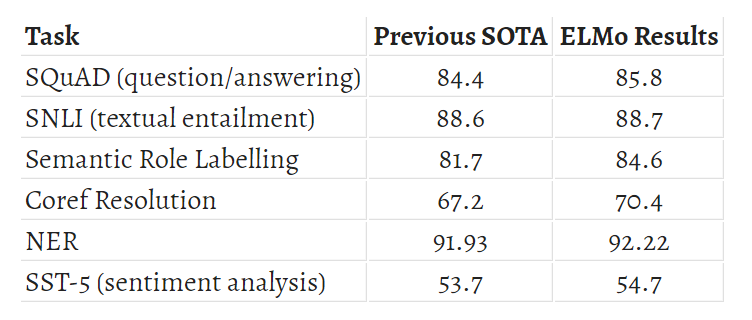 Task Previous SOTA ELMo Results
SQuAD (question/answering) 84.4 85.8
SNLI (textual entailment) 88.6 88.7
Semantic Role Labelling 81.7 84.6
Coref Resolution 67.2 70.4
NER 91.93 92.22
SST-5 (sentiment analysis) 53.7 54.7